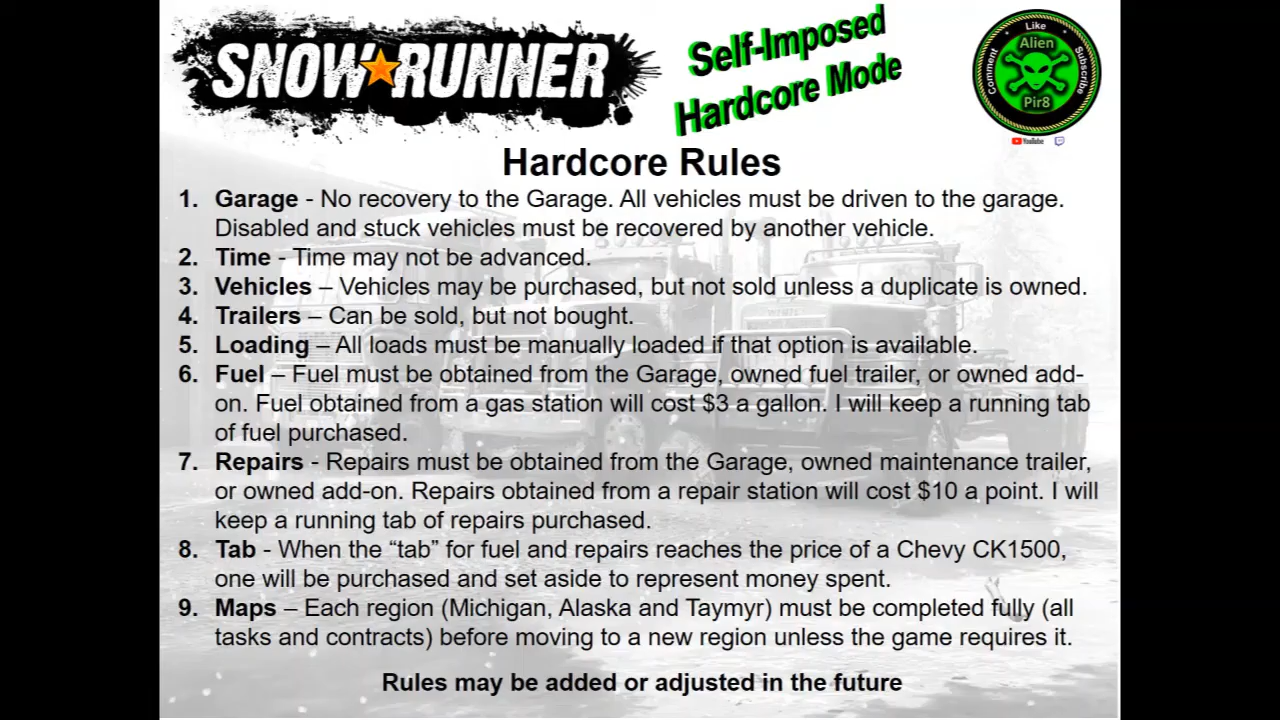 SNOWRUNNER
Self-Imposed
Hardcore Mode
Like
Comment
Subscribe
Alien
Pir8
YouTube
Hardcore Rules
1. Garage - No recovery to the Garage. All vehicles must be driven to the garage.
Disabled and stuck vehicles must be recovered by another vehicle.
2. Time - Time may not be advanced.
3. Vehicles – Vehicles may be purchased, but not sold unless a duplicate is owned.
4. Trailers – Can be sold, but not bought.
5. Loading – All loads must be manually loaded if that option is available.
6. Fuel – Fuel must be obtained from the Garage, owned fuel trailer, or owned add-
on. Fuel obtained from a gas station will cost $3 a gallon. I will keep a running tab
of fuel purchased.
7. Repairs - Repairs must be obtained from the Garage, owned maintenance trailer,
or owned add-on. Repairs obtained from a repair station will cost $10 a point. I will
keep a running tab of repairs purchased.
8. Tab - When the “tab” for fuel and repairs reaches the price of a Chevy CK1500,
one will be purchased and set aside to represent money spent.
9. Maps – Each region (Michigan, Alaska and Taymyr) must be completed fully (all
tasks and contracts) before moving to a new region unless the game requires it.
Rules may be added or adjusted in the future